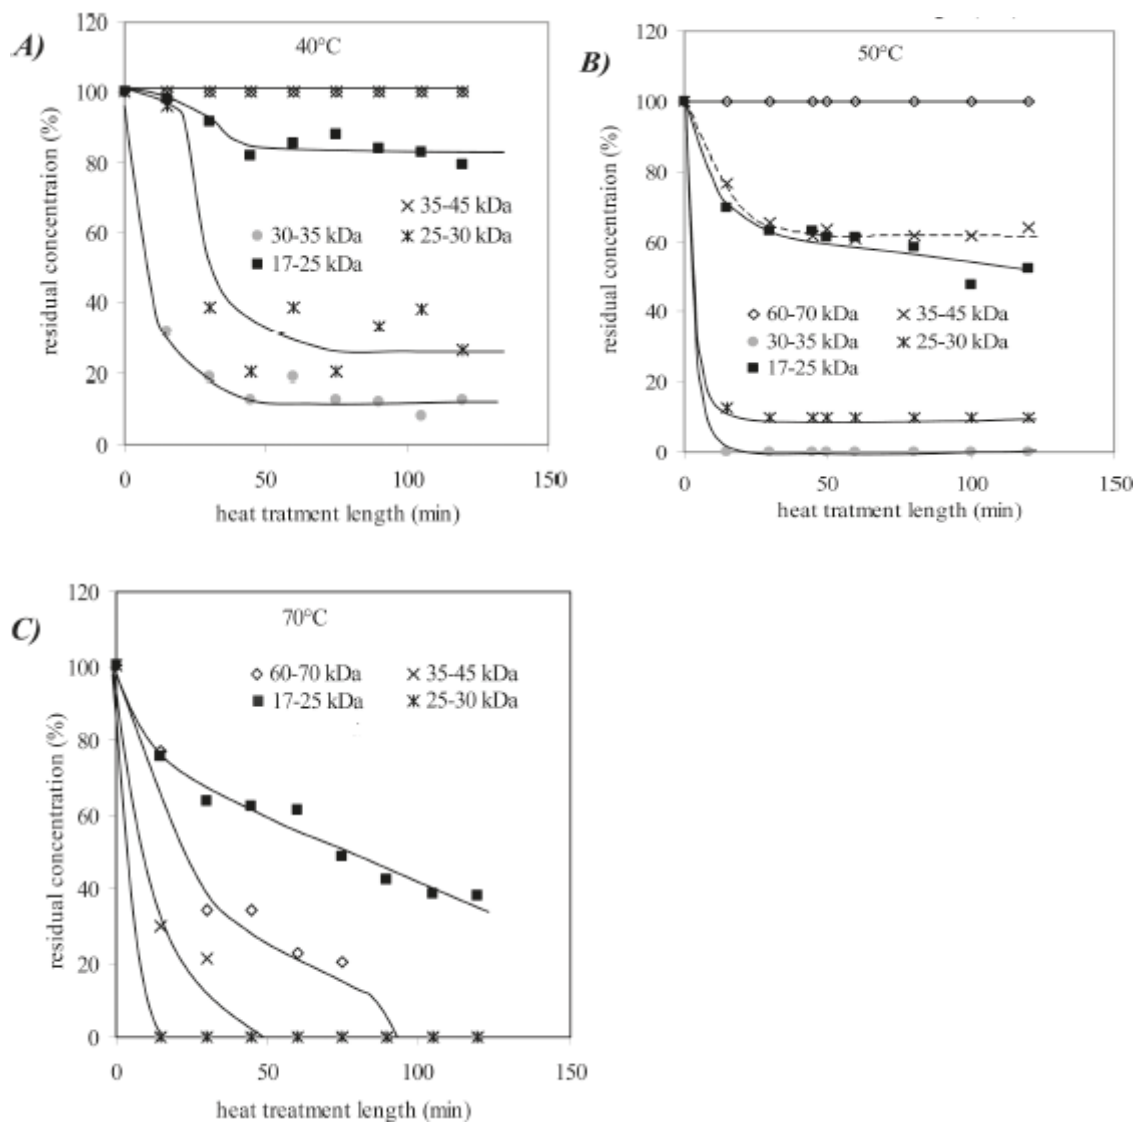 A)
40°C
120
100
80
60
40
20
0
residual concentraion (%)
35-45 kDa
30-35 kDa
25-30 kDa
17-25 kDa
0
50
100
150
heat tratment length (min)
B)
50°C
120
100
80
60
40
20
0
residual concentraion (%)
60-70 kDa
35-45 kDa
30-35 kDa
25-30 kDa
17-25 kDa
0
50
100
150
heat tratment length (min)
C)
70°C
120
100
80
60
40
20
0
residual concentration (%)
60-70 kDa
35-45 kDa
17-25 kDa
25-30 kDa
0
50
100
150
heat treatment length (min)